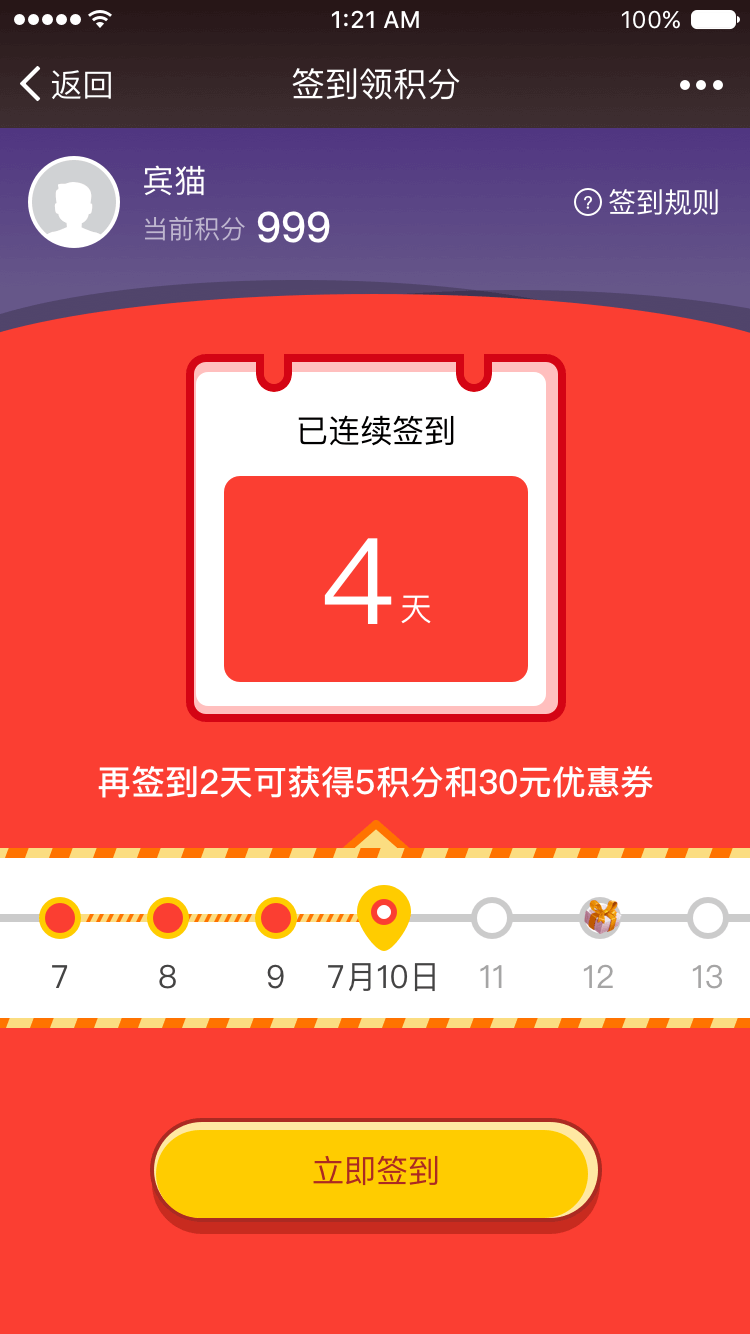 1:21 AM 100%
返回 签到领积分
宾猫
当前积分 999
? 签到规则
已连续签到
4天
再签到2天可获得5积分和30元优惠券
7 8 9 7月10日 11 12 13
立即签到